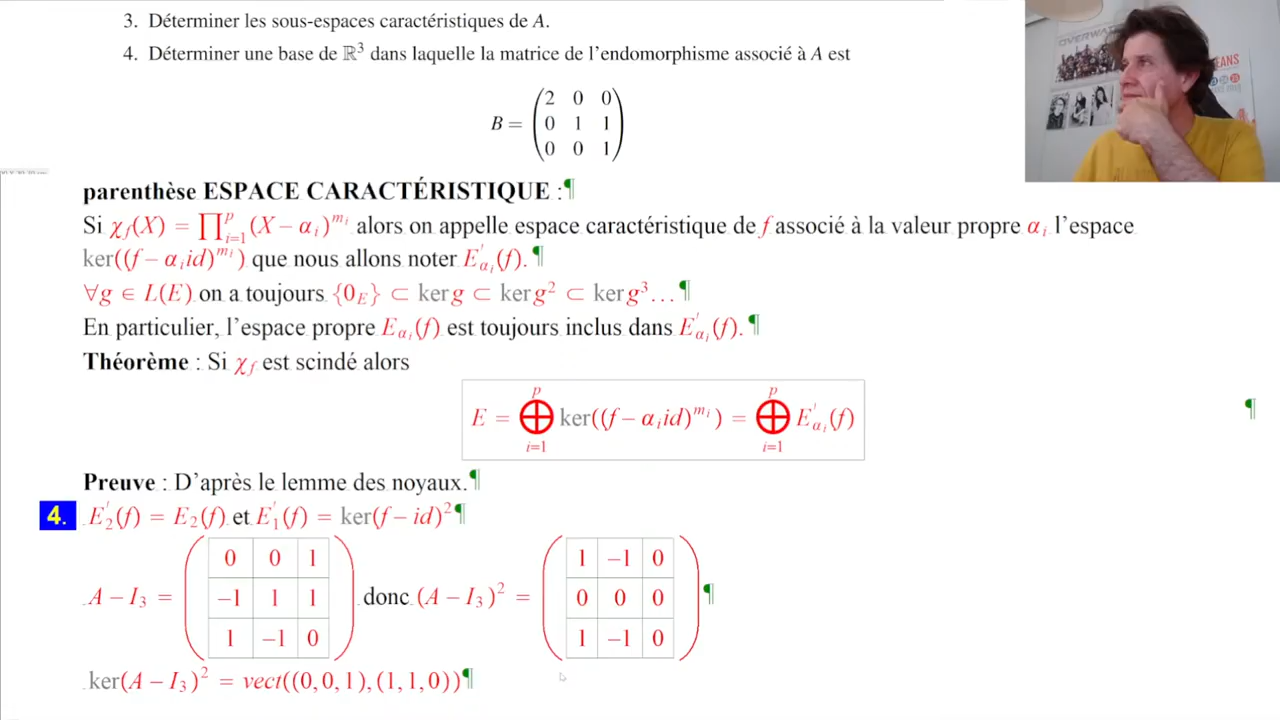 3. Déterminer les sous-espaces caractéristiques de A.
4. Déterminer une base de ℝ³ dans laquelle la matrice de l'endomorphisme associé à A est
B = (2 0 0
0 1 1
0 0 1)
OVERWATCH
EANS
parenthèse ESPACE CARACTÉRISTIQUE :¶
Si χ_f(X) = ∏_{i=1}^{p} (X − α_i)^{m_i} alors on appelle espace caractéristique de f associé à la valeur propre α_i l'espace
ker((f − α_i id)^{m_i}) que nous allons noter E'_{α_i}(f).¶
∀g ∈ L(E) on a toujours {0_E} ⊂ ker g ⊂ ker g² ⊂ ker g³…¶
En particulier, l'espace propre E_{α_i}(f) est toujours inclus dans E'_{α_i}(f).¶
Théorème : Si χ_f est scindé alors
E = ⊕_{i=1}^{p} ker((f − α_i id)^{m_i}) = ⊕_{i=1}^{p} E'_{α_i}(f) ¶
Preuve : D'après le lemme des noyaux.¶
4. E'_2(f) = E_2(f) et E'_1(f) = ker(f − id)²¶
A − I_3 = (0 0 1
−1 1 1
1 −1 0) donc (A − I_3)² = (1 −1 0
0 0 0
1 −1 0)¶
ker(A − I_3)² = vect((0, 0, 1), (1, 1, 0))¶